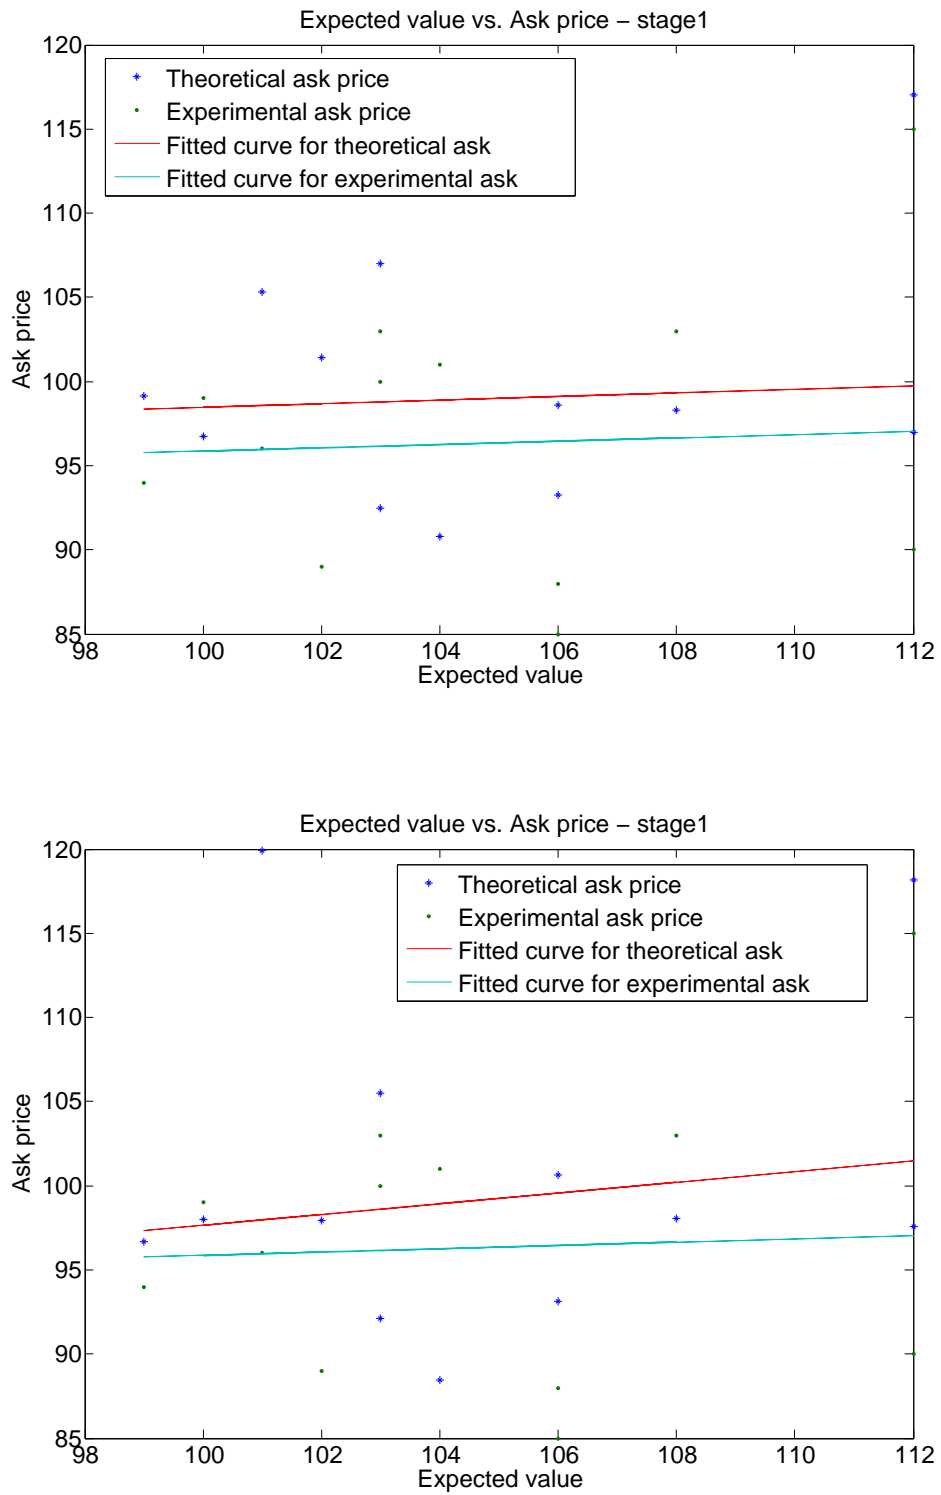 Expected value vs. Ask price – stage1
120
115
110
105
100
95
90
85
Ask price
Theoretical ask price
Experimental ask price
Fitted curve for theoretical ask
Fitted curve for experimental ask
98 100 102 104 106 108 110 112
Expected value
Expected value vs. Ask price – stage1
120
115
110
105
100
95
90
85
Ask price
Theoretical ask price
Experimental ask price
Fitted curve for theoretical ask
Fitted curve for experimental ask
98 100 102 104 106 108 110 112
Expected value